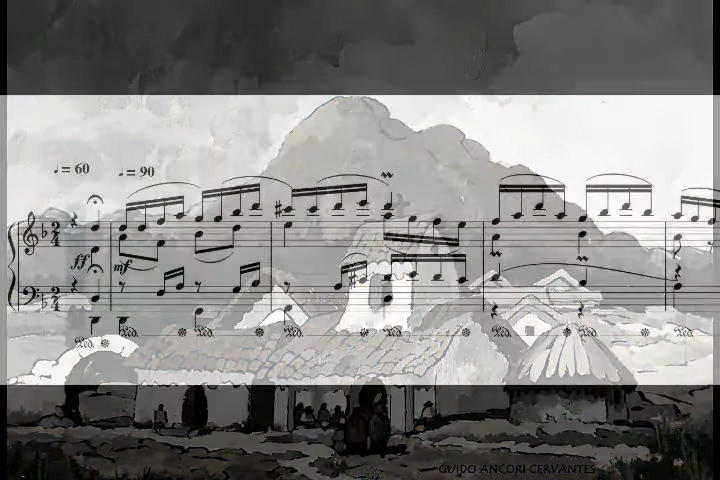 ♩= 60 ♩= 90
ff mf
GUIDO ANCORI CERVANTES